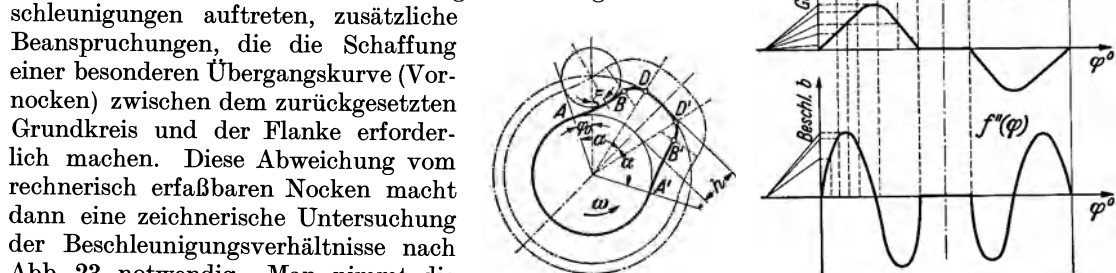 schleunigungen auftreten, zusätzliche
Beanspruchungen, die die Schaffung
einer besonderen Übergangskurve (Vor-
nocken) zwischen dem zurückgesetzten
Grundkreis und der Flanke erforder-
lich machen. Diese Abweichung vom
rechnerisch erfaßbaren Nocken macht
dann eine zeichnerische Untersuchung
der Beschleunigungsverhältnisse nach
Abb. 23 notwendig. Man nimmt die
A
B
D
D'
B'
A'
φ₀
α
α
ω
h
φ°
Beschl. b
f''(φ)
φ°